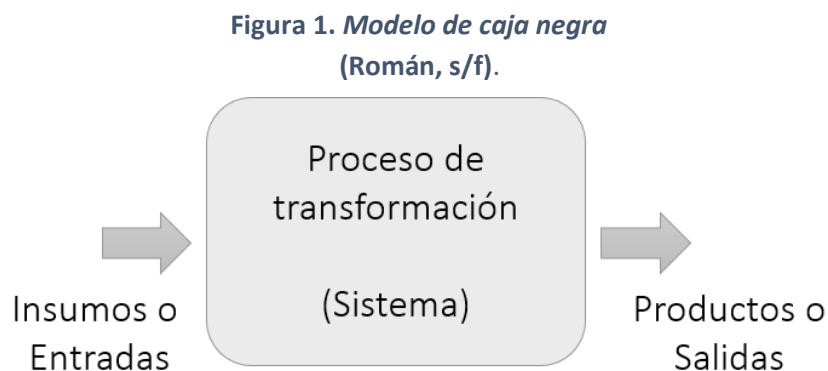 Figura 1. Modelo de caja negra
(Román, s/f).
Proceso de
transformación
(Sistema)
Insumos o
Entradas
Productos o
Salidas